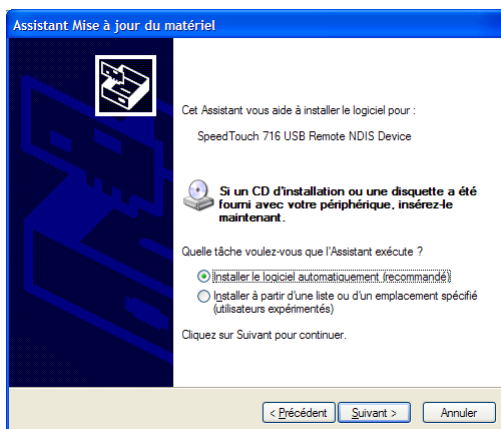 Assistant Mise à jour du matériel
Cet Assistant vous aide à installer le logiciel pour :
SpeedTouch 716 USB Remote NDIS Device
Si un CD d'installation ou une disquette a été
fourni avec votre périphérique, insérez-le
maintenant.
Quelle tâche voulez-vous que l'Assistant exécute ?
Installer le logiciel automatiquement (recommandé)
Installer à partir d'une liste ou d'un emplacement spécifié
(utilisateurs expérimentés)
Cliquez sur Suivant pour continuer.
< Précédent
Suivant >
Annuler